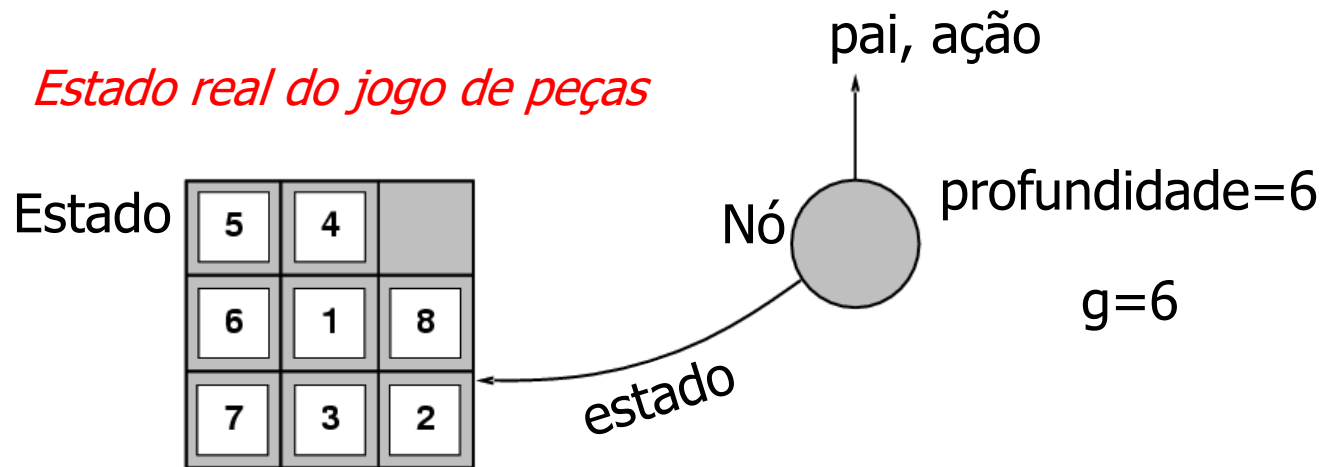 pai, ação
Estado real do jogo de peças
Estado
5 4
6 1 8
7 3 2
Nó
profundidade=6
g=6
estado